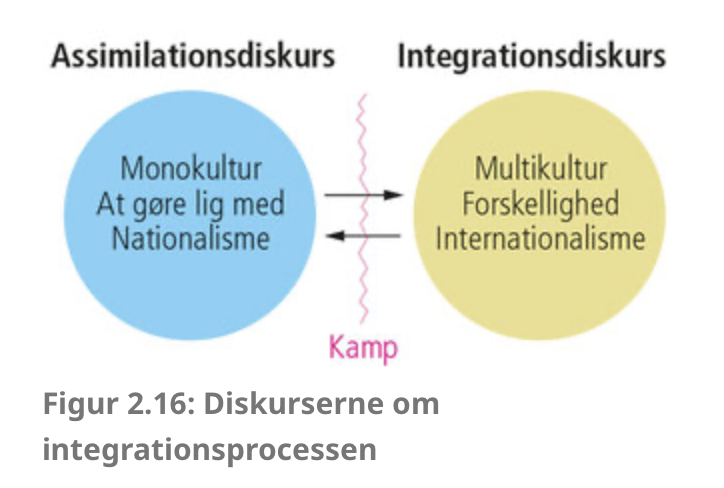 Assimilationsdiskurs
Integrationsdiskurs
Monokultur
At gøre lig med
Nationalisme
Multikultur
Forskellighed
Internationalisme
Kamp
Figur 2.16: Diskurserne om
integrationsprocessen